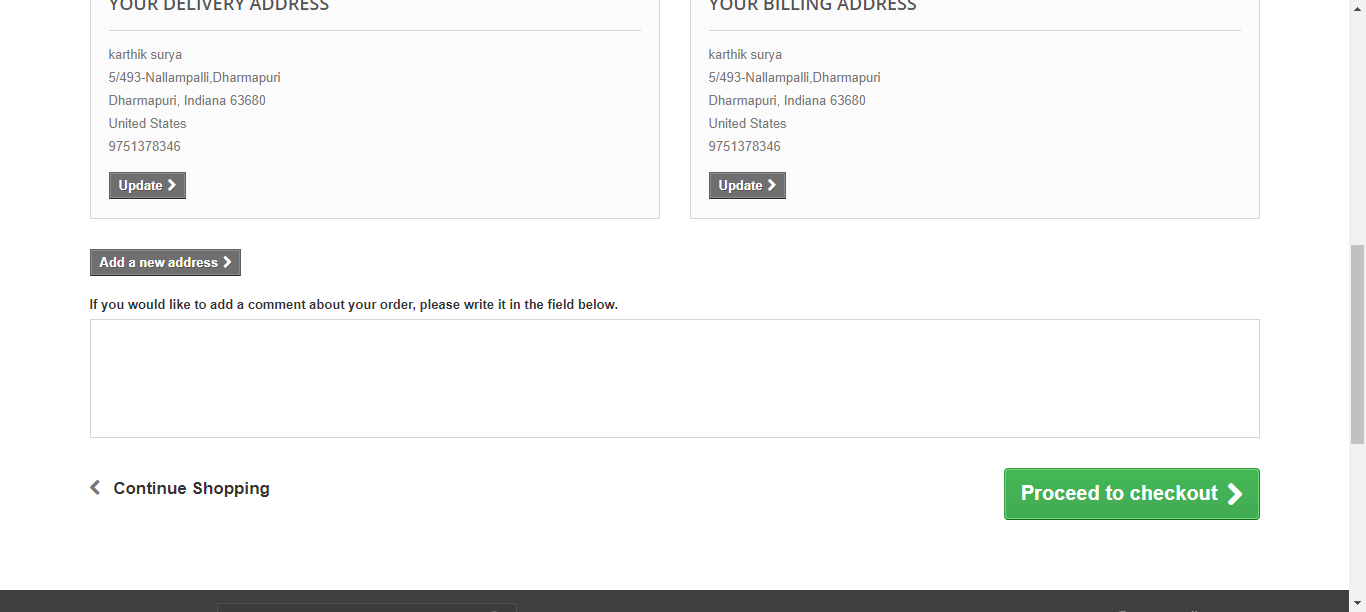 YOUR DELIVERY ADDRESS
karthik surya
5/493-Nallampalli,Dharmapuri
Dharmapuri, Indiana 63680
United States
9751378346
Update
YOUR BILLING ADDRESS
karthik surya
5/493-Nallampalli,Dharmapuri
Dharmapuri, Indiana 63680
United States
9751378346
Update
Add a new address
If you would like to add a comment about your order, please write it in the field below.
Continue Shopping
Proceed to checkout